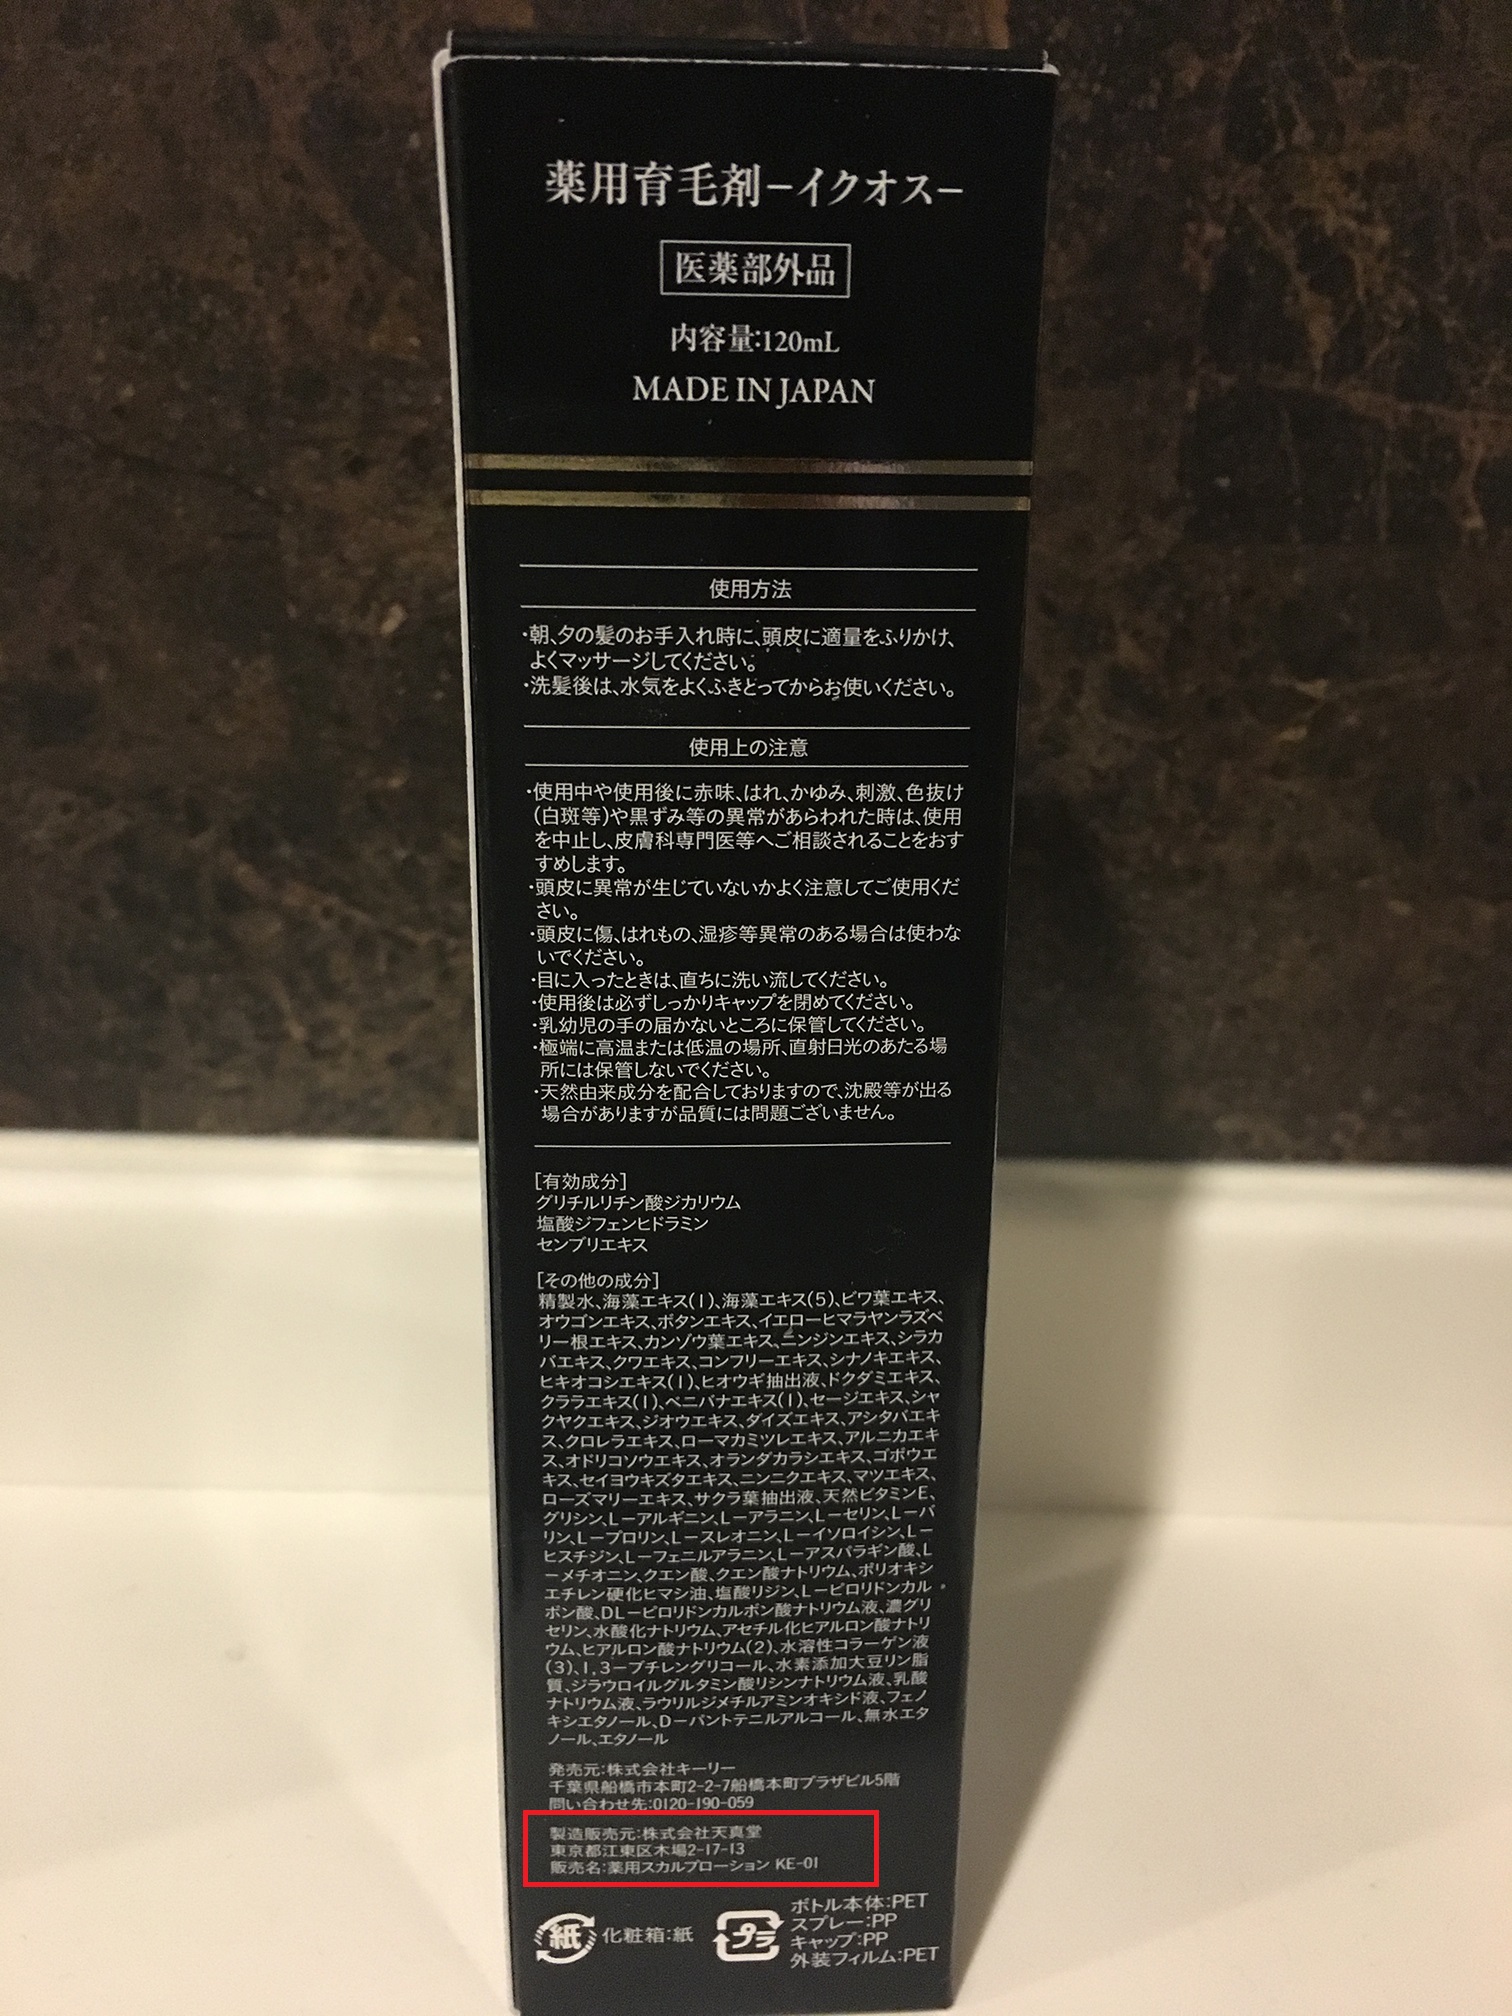 薬用育毛剤－イクオス－
医薬部外品
内容量:120mL
MADE IN JAPAN
使用方法
・朝、夕の髪のお手入れ時に、頭皮に適量をふりかけ、
よくマッサージしてください。
・洗髪後は、水気をよくふきとってからお使いください。
使用上の注意
・使用中や使用後に赤味、はれ、かゆみ、刺激、色抜け
(白斑等)や黒ずみ等の異常があらわれた時は、使用
を中止し、皮膚科専門医等へご相談されることをおす
すめします。
・頭皮に異常が生じていないかよく注意してご使用くだ
さい。
・頭皮に傷、はれもの、湿疹等異常のある場合は使わな
いでください。
・目に入ったときは、直ちに洗い流してください。
・使用後は必ずしっかりキャップを閉めてください。
・乳幼児の手の届かないところに保管してください。
・極端に高温または低温の場所、直射日光のあたる場
所には保管しないでください。
・天然由来成分を配合しておりますので、沈殿等が出る
場合がありますが品質には問題ございません。
[有効成分]
グリチルリチン酸ジカリウム
塩酸ジフェンヒドラミン
センブリエキス
[その他の成分]
精製水、海藻エキス(1)、海藻エキス(5)、ビワ葉エキス、
オウゴンエキス、ボタンエキス、イエローヒマラヤンラズベ
リー根エキス、カンゾウ葉エキス、ニンジンエキス、シラカ
バエキス、クワエキス、コンフリーエキス、シナノキエキス、
ヒキオコシエキス(1)、ヒオウギ抽出液、ドクダミエキス、
クララエキス(1)、ベニバナエキス(1)、セージエキス、シャ
クヤクエキス、ジオウエキス、ダイズエキス、アシタバエキ
ス、クロレラエキス、ローマカミツレエキス、アルニカエキ
ス、オドリコソウエキス、オランダカラシエキス、ゴボウエ
キス、セイヨウキズタエキス、ニンニクエキス、マツエキス、
ローズマリーエキス、サクラ葉抽出液、天然ビタミンE、
グリシン、L－アルギニン、L－アラニン、L－セリン、L－バ
リン、L－プロリン、L－スレオニン、L－イソロイシン、L－
ヒスチジン、L－フェニルアラニン、L－アスパラギン酸、L
－メチオニン、クエン酸、クエン酸ナトリウム、ポリオキシ
エチレン硬化ヒマシ油、塩酸リジン、L－ピロリドンカル
ボン酸、DL－ピロリドンカルボン酸ナトリウム液、濃グリ
セリン、水酸化ナトリウム、アセチル化ヒアルロン酸ナトリ
ウム、ヒアルロン酸ナトリウム(2)、水溶性コラーゲン液
(3)、1,3－ブチレングリコール、水素添加大豆リン脂
質、ジラウロイルグルタミン酸リシンナトリウム液、乳酸
ナトリウム液、ラウリルジメチルアミンオキシド液、フェノ
キシエタノール、D－パントテニルアルコール、無水エタ
ノール、エタノール
発売元:株式会社キーリー
千葉県船橋市本町2-2-7船橋本町プラザビル5階
問い合わせ先:0120-190-059
製造販売元:株式会社天真堂
東京都江東区木場2-17-13
販売名:薬用スカルプローション KE-01
紙 化粧箱:紙
プラ
ボトル本体:PET
スプレー:PP
キャップ:PP
外装フィルム:PET